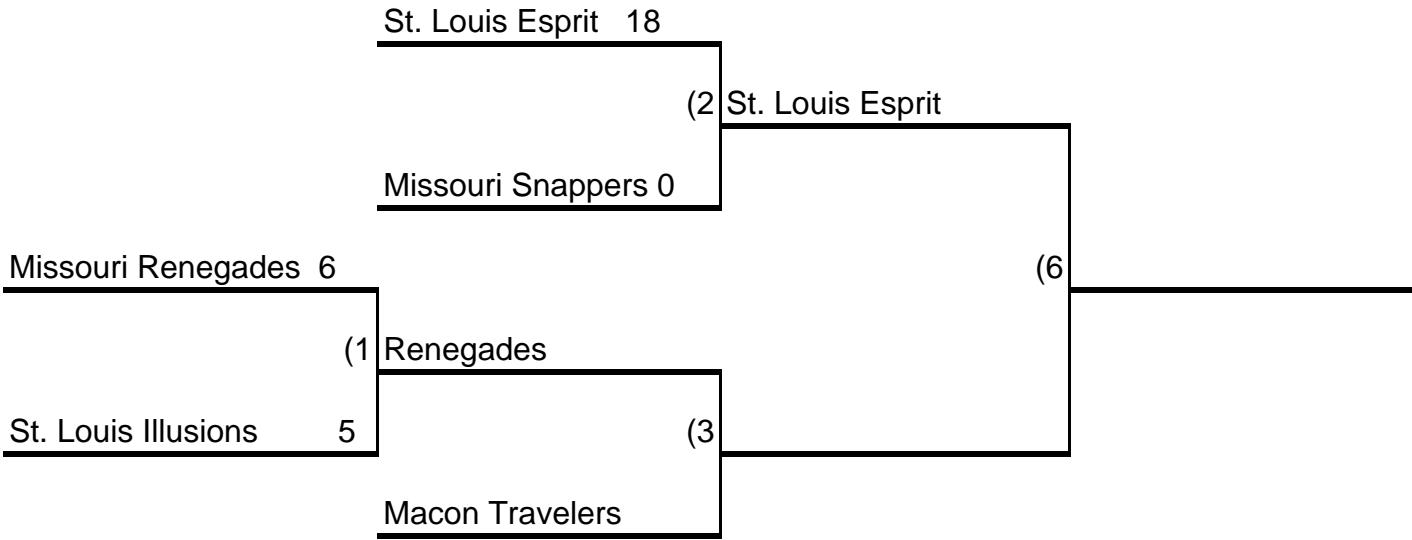 St. Louis Esprit 18
(2 St. Louis Esprit
Missouri Snappers 0
Missouri Renegades 6
(6
(1 Renegades
St. Louis Illusions 5
(3
Macon Travelers